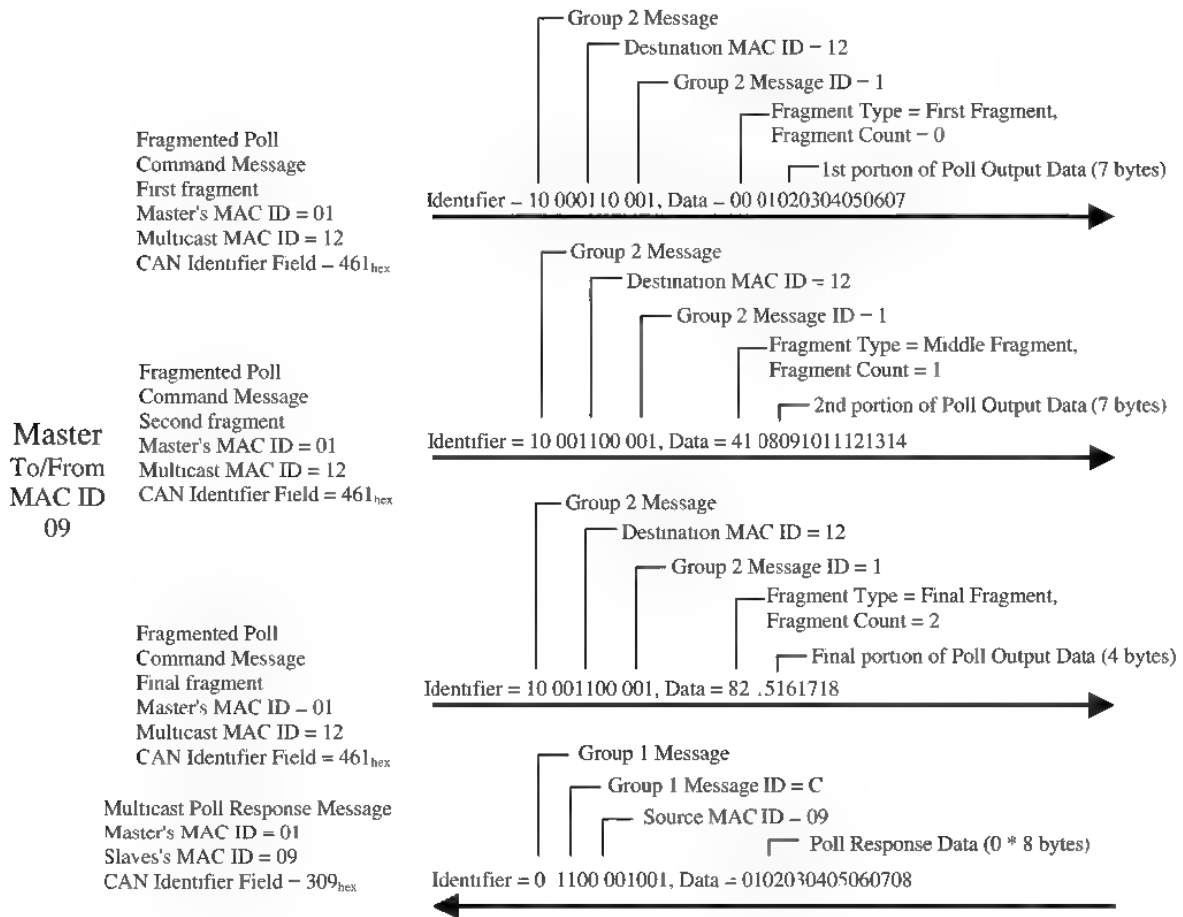 Group 2 Message
Destination MAC ID – 12
Group 2 Message ID – 1
Fragment Type = First Fragment,
Fragment Count – 0
1st portion of Poll Output Data (7 bytes)
Fragmented Poll
Command Message
First fragment
Master's MAC ID = 01
Multicast MAC ID = 12
CAN Identifier Field – 461hex
Identifier – 10 000110 001, Data – 00 01020304050607
Group 2 Message
Destination MAC ID = 12
Group 2 Message ID – 1
Fragment Type = Middle Fragment,
Fragment Count = 1
2nd portion of Poll Output Data (7 bytes)
Fragmented Poll
Command Message
Second fragment
Master's MAC ID = 01
Multicast MAC ID = 12
CAN Identifier Field = 461hex
Identifier = 10 001100 001, Data = 41 08091011121314
Master
To/From
MAC ID
09
Group 2 Message
Destination MAC ID = 12
Group 2 Message ID = 1
Fragment Type = Final Fragment,
Fragment Count = 2
Final portion of Poll Output Data (4 bytes)
Fragmented Poll
Command Message
Final fragment
Master's MAC ID – 01
Multicast MAC ID = 12
CAN Identifier Field = 461hex
Identifier = 10 001100 001, Data = 82 .5161718
Group 1 Message
Group 1 Message ID = C
Source MAC ID – 09
Poll Response Data (0 * 8 bytes)
Multicast Poll Response Message
Master's MAC ID = 01
Slaves's MAC ID = 09
CAN Identifier Field – 309hex
Identifier = 0 1100 001001, Data – 0102030405060708